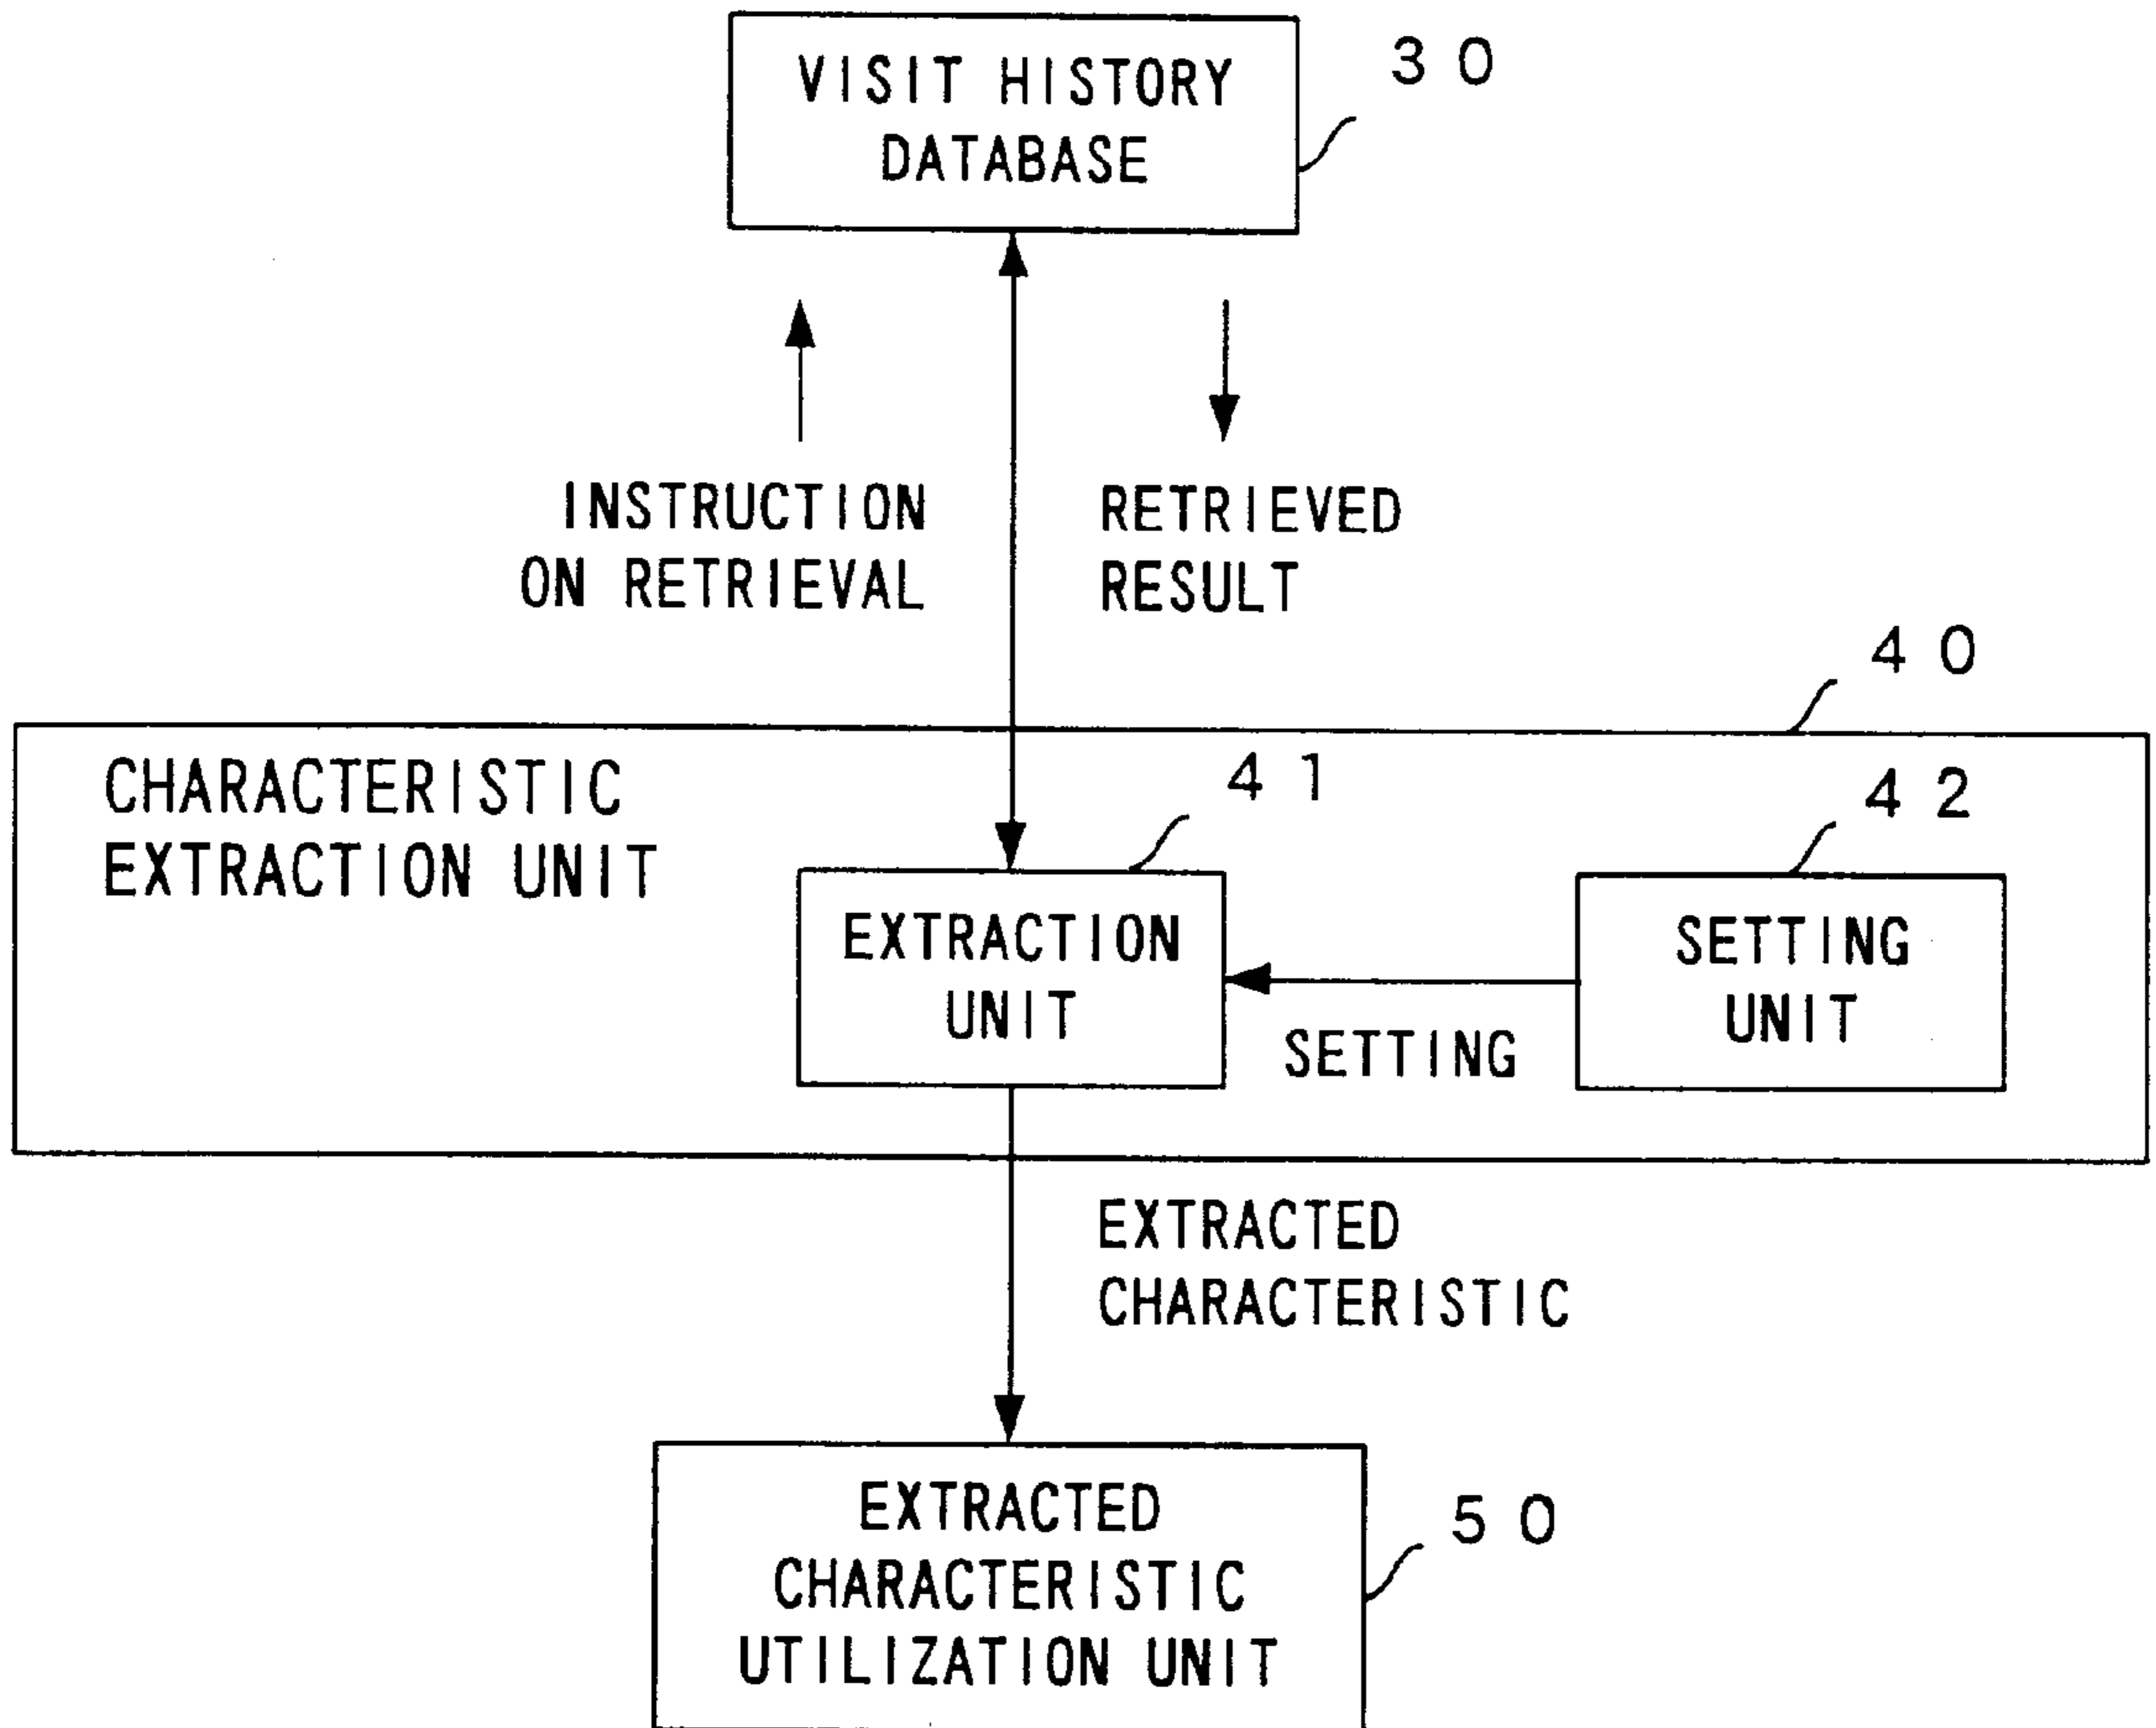 VISIT HISTORY
DATABASE
30
INSTRUCTION
ON RETRIEVAL
RETRIEVED
RESULT
40
CHARACTERISTIC
EXTRACTION UNIT
41
42
EXTRACTION
UNIT
SETTING
SETTING
UNIT
EXTRACTED
CHARACTERISTIC
EXTRACTED
CHARACTERISTIC
UTILIZATION UNIT
50